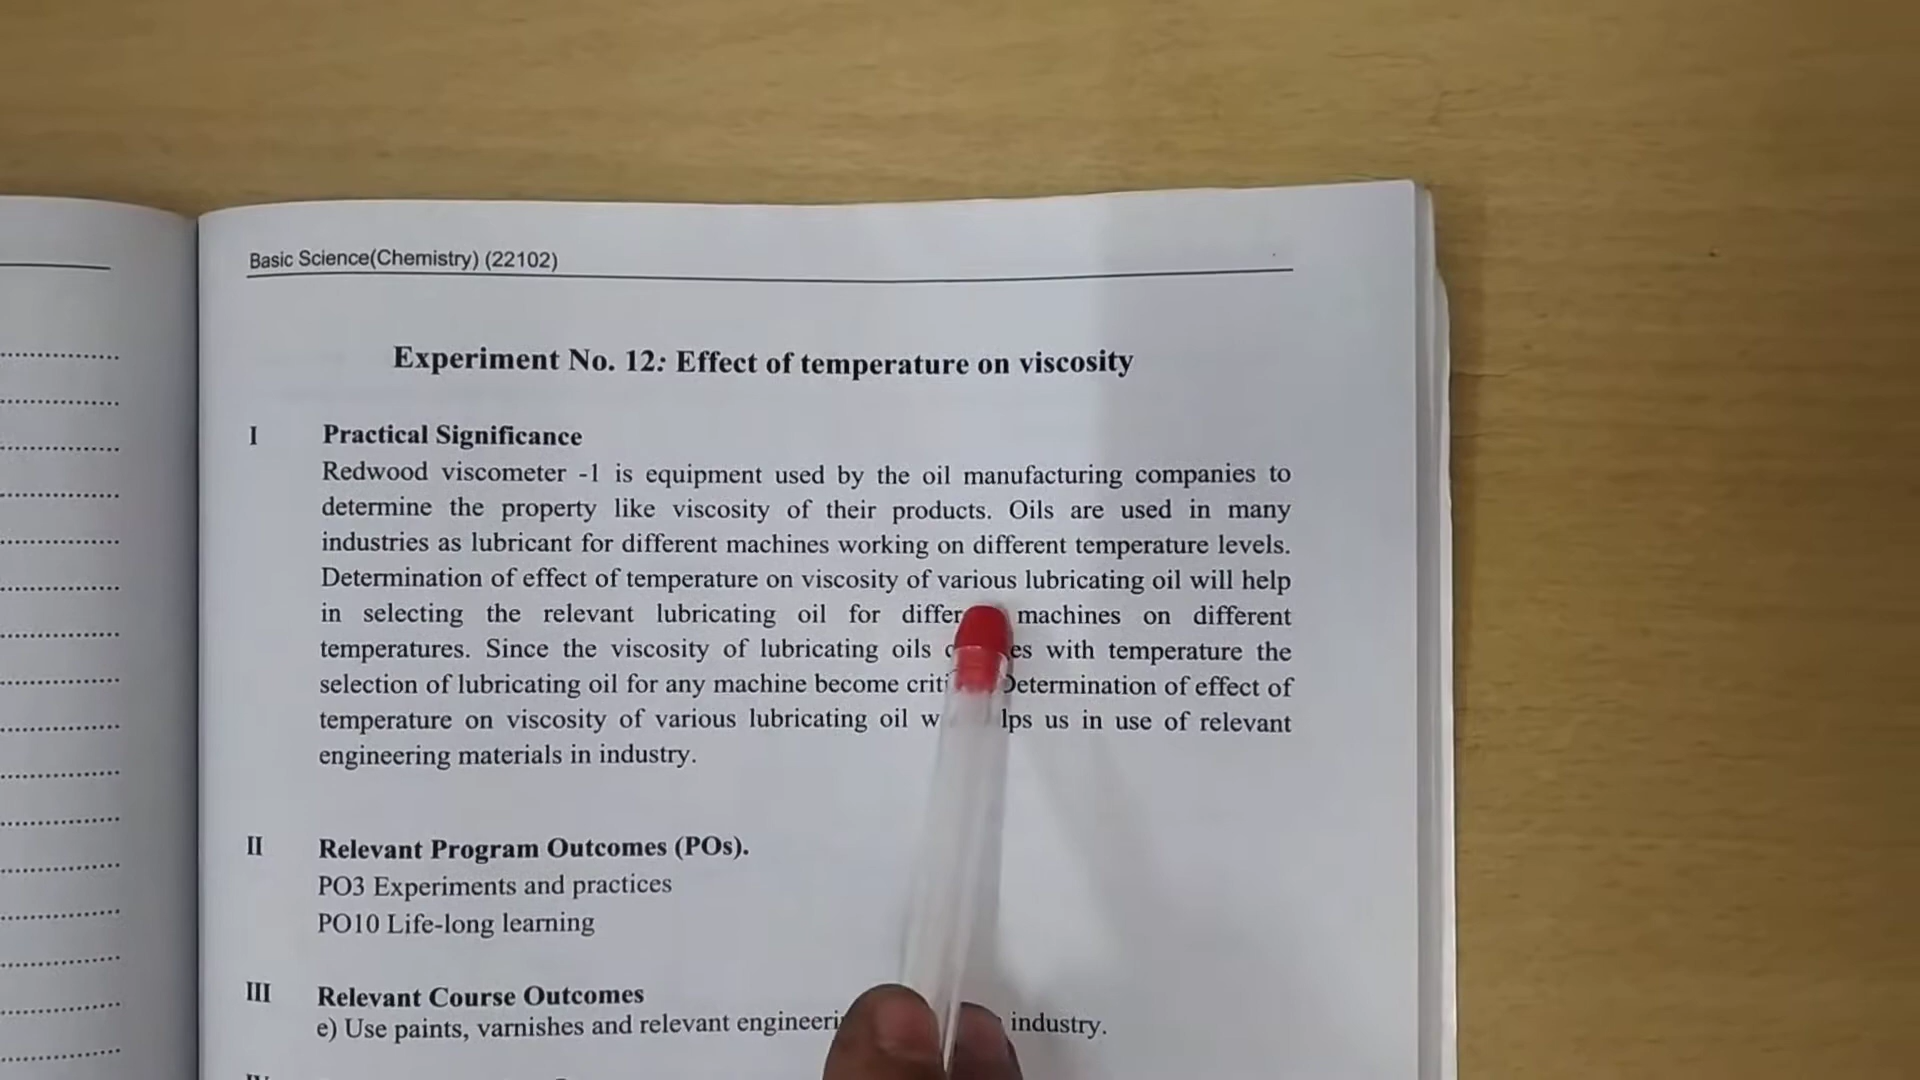 Basic Science(Chemistry) (22102)
Experiment No. 12: Effect of temperature on viscosity
I Practical Significance
Redwood viscometer -1 is equipment used by the oil manufacturing companies to
determine the property like viscosity of their products. Oils are used in many
industries as lubricant for different machines working on different temperature levels.
Determination of effect of temperature on viscosity of various lubricating oil will help
in selecting the relevant lubricating oil for machines on different
temperatures. Since the viscosity of lubricating oils with temperature the
selection of lubricating oil for any machine become Determination of effect of
temperature on viscosity of various lubricating oil us in use of relevant
engineering materials in industry.
II Relevant Program Outcomes (POs).
PO3 Experiments and practices
PO10 Life-long learning
III Relevant Course Outcomes
e) Use paints, varnishes and relevant industry.